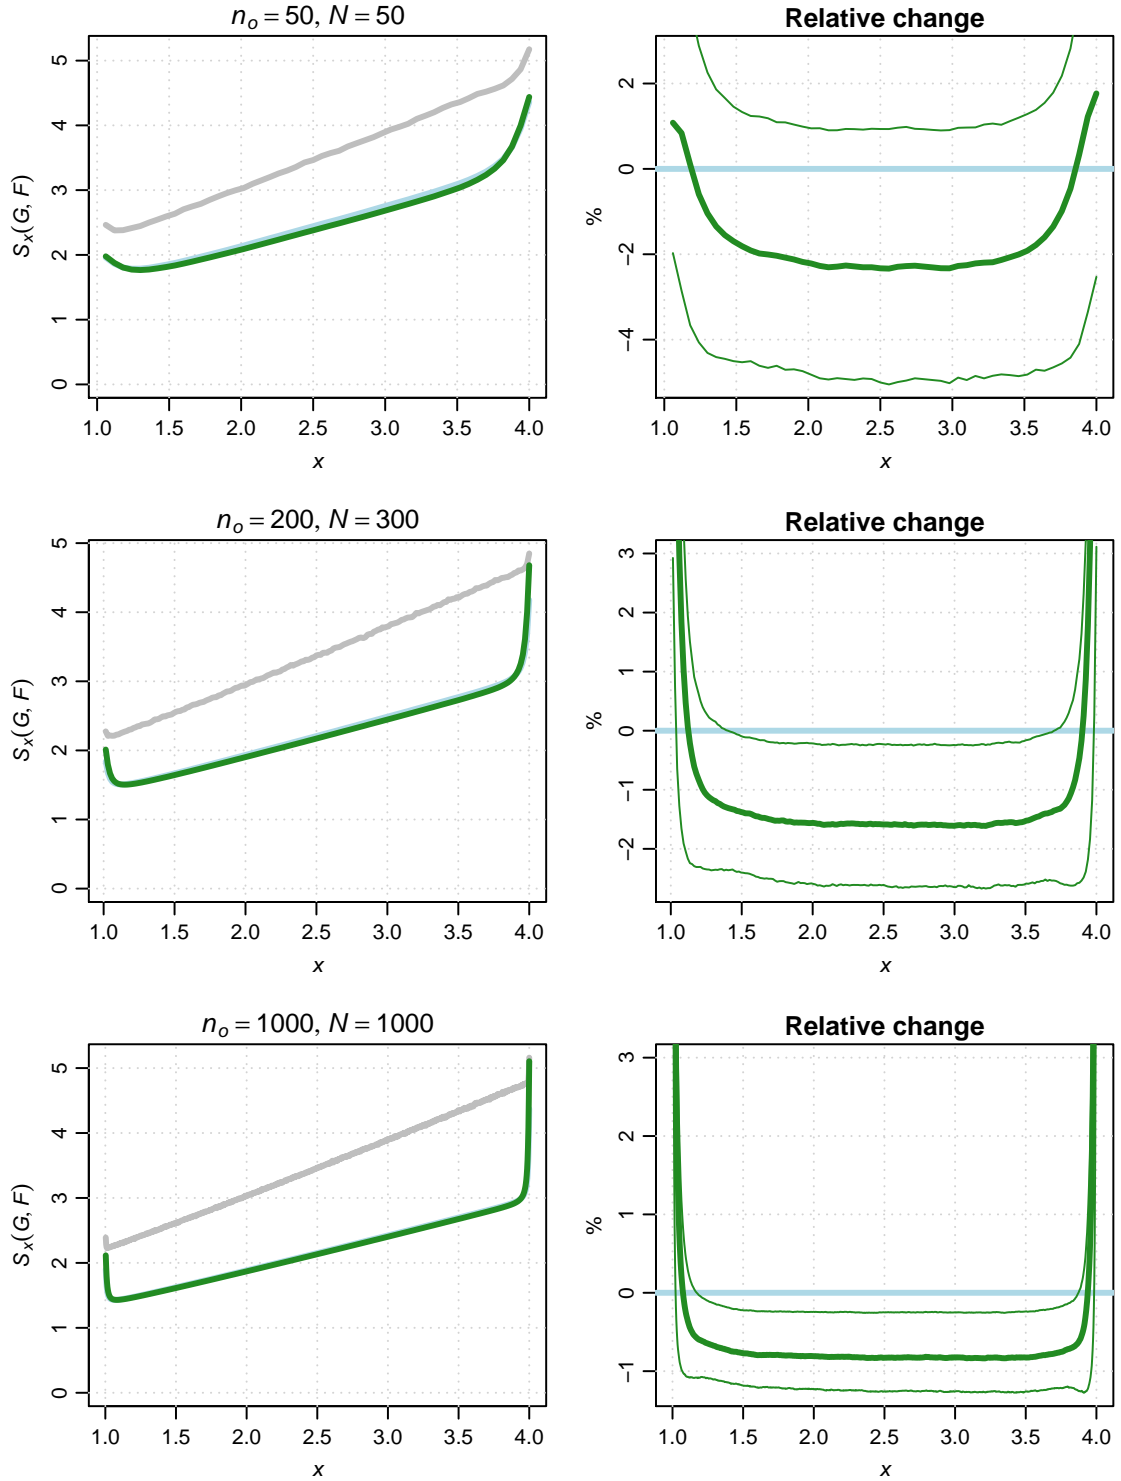 nₒ = 50, N = 50
Relative change
Sₓ(G, F)
0 1 2 3 4 5
1.0 1.5 2.0 2.5 3.0 3.5 4.0
x
%
−4 −2 0 2
1.0 1.5 2.0 2.5 3.0 3.5 4.0
x
nₒ = 200, N = 300
Relative change
Sₓ(G, F)
0 1 2 3 4 5
1.0 1.5 2.0 2.5 3.0 3.5 4.0
x
%
−2 −1 0 1 2 3
1.0 1.5 2.0 2.5 3.0 3.5 4.0
x
nₒ = 1000, N = 1000
Relative change
Sₓ(G, F)
0 1 2 3 4 5
1.0 1.5 2.0 2.5 3.0 3.5 4.0
x
%
−1 0 1 2 3
1.0 1.5 2.0 2.5 3.0 3.5 4.0
x